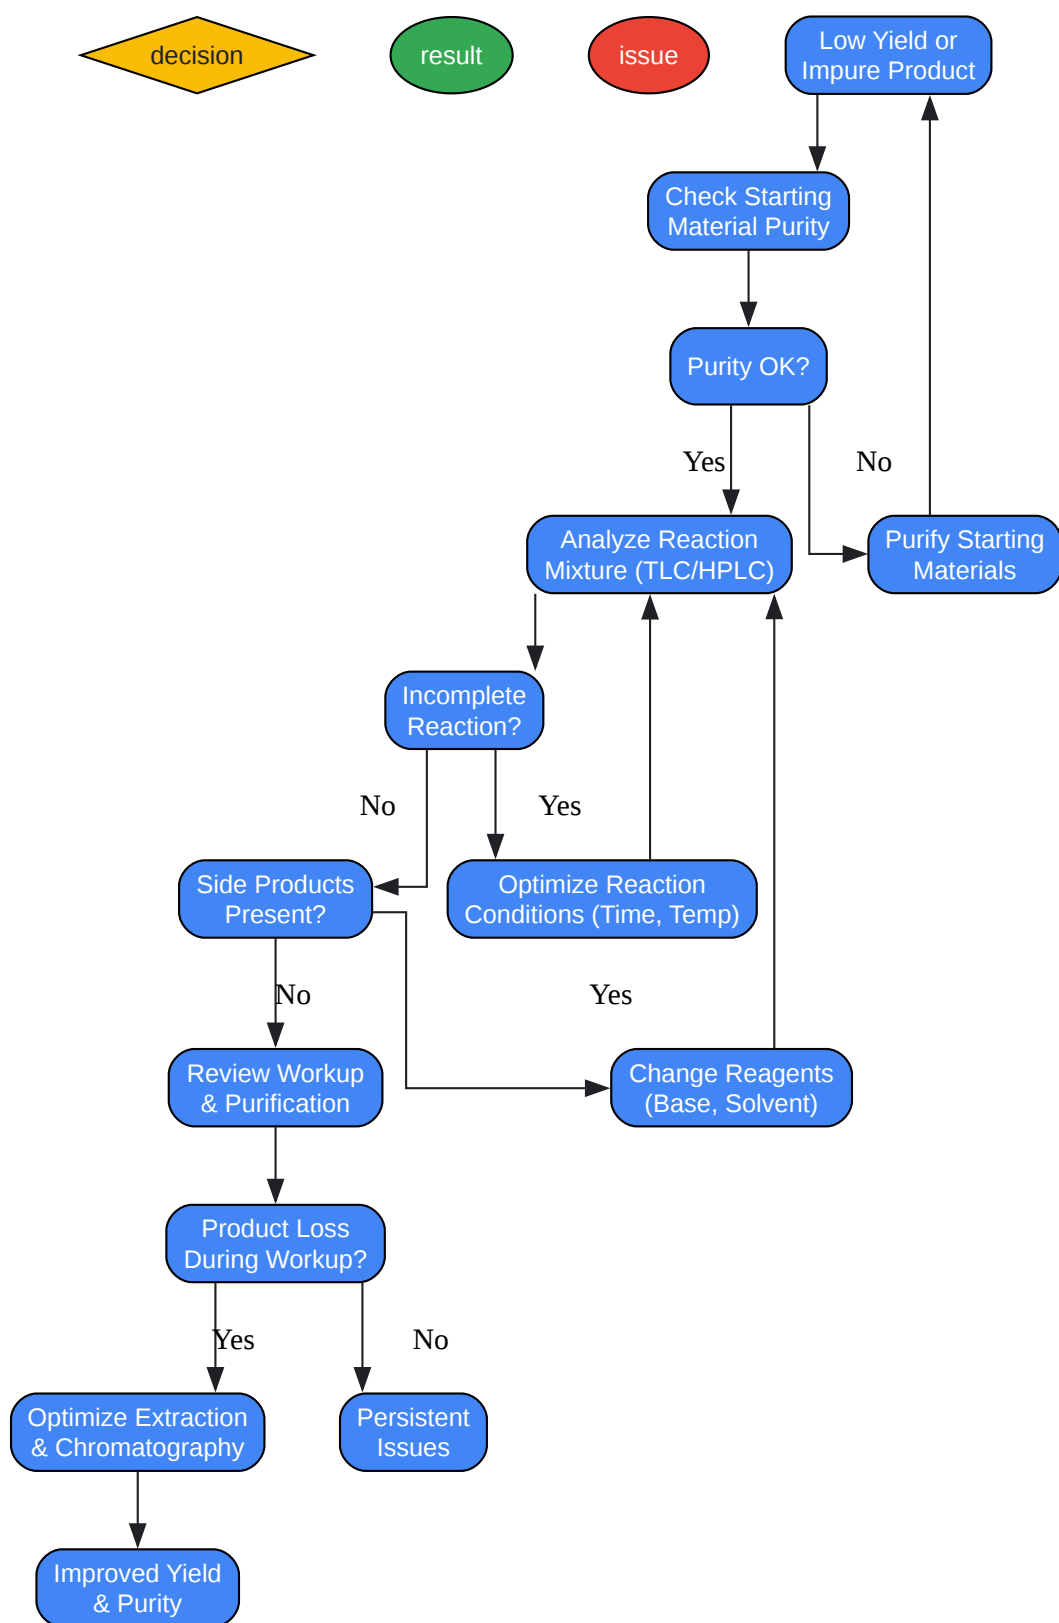 decision
result
issue
Low Yield or
Impure Product
Check Starting
Material Purity
Purity OK?
Yes
No
Analyze Reaction
Mixture (TLC/HPLC)
Purify Starting
Materials
Incomplete
Reaction?
No
Yes
Side Products
Present?
Optimize Reaction
Conditions (Time, Temp)
No
Yes
Review Workup
& Purification
Change Reagents
(Base, Solvent)
Product Loss
During Workup?
Yes
No
Optimize Extraction
& Chromatography
Persistent
Issues
Improved Yield
& Purity